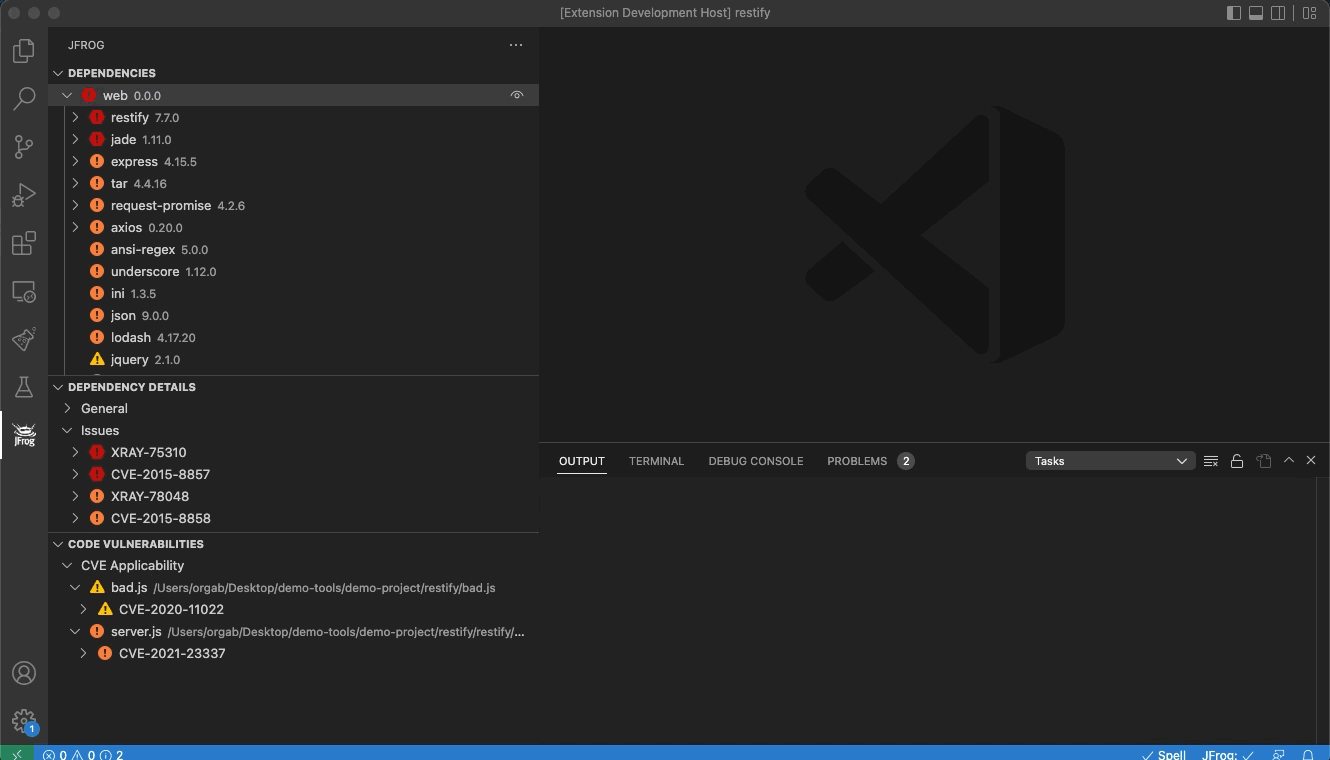 [Extension Development Host] restify
JFROG
DEPENDENCIES
web 0.0.0
restify 7.7.0
jade 1.11.0
express 4.15.5
tar 4.4.16
request-promise 4.2.6
axios 0.20.0
ansi-regex 5.0.0
underscore 1.12.0
ini 1.3.5
json 9.0.0
lodash 4.17.20
jquery 2.1.0
DEPENDENCY DETAILS
General
Issues
XRAY-75310
CVE-2015-8857
XRAY-78048
CVE-2015-8858
CODE VULNERABILITIES
CVE Applicability
bad.js /Users/orgab/Desktop/demo-tools/demo-project/restify/bad.js
CVE-2020-11022
server.js /Users/orgab/Desktop/demo-tools/demo-project/restify/restify/...
CVE-2021-23337
JFrog
1
OUTPUT TERMINAL DEBUG CONSOLE PROBLEMS 2 Tasks
0 0 2 Spell JFrog: